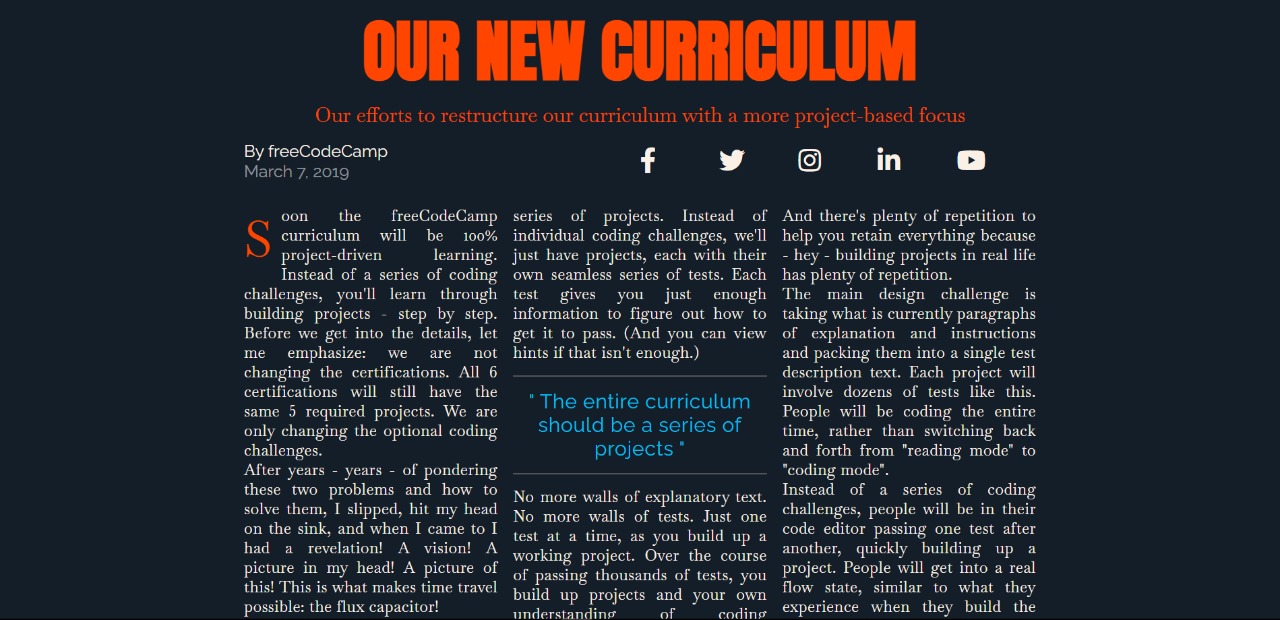 OUR NEW CURRICULUM
Our efforts to restructure our curriculum with a more project-based focus
By freeCodeCamp
March 7, 2019
Soon the freeCodeCamp
curriculum will be 100%
project-driven learning.
Instead of a series of coding
challenges, you'll learn through
building projects - step by step.
Before we get into the details, let
me emphasize: we are not
changing the certifications. All 6
certifications will still have the
same 5 required projects. We are
only changing the optional coding
challenges.
After years - years - of pondering
these two problems and how to
solve them, I slipped, hit my head
on the sink, and when I came to I
had a revelation! A vision! A
picture in my head! A picture of
this! This is what makes time travel
possible: the flux capacitor!
series of projects. Instead of
individual coding challenges, we'll
just have projects, each with their
own seamless series of tests. Each
test gives you just enough
information to figure out how to
get it to pass. (And you can view
hints if that isn't enough.)
" The entire curriculum
should be a series of
projects "
No more walls of explanatory text.
No more walls of tests. Just one
test at a time, as you build up a
working project. Over the course
of passing thousands of tests, you
build up projects and your own
understanding of coding
And there's plenty of repetition to
help you retain everything because
- hey - building projects in real life
has plenty of repetition.
The main design challenge is
taking what is currently paragraphs
of explanation and instructions
and packing them into a single test
description text. Each project will
involve dozens of tests like this.
People will be coding the entire
time, rather than switching back
and forth from "reading mode" to
"coding mode".
Instead of a series of coding
challenges, people will be in their
code editor passing one test after
another, quickly building up a
project. People will get into a real
flow state, similar to what they
experience when they build the